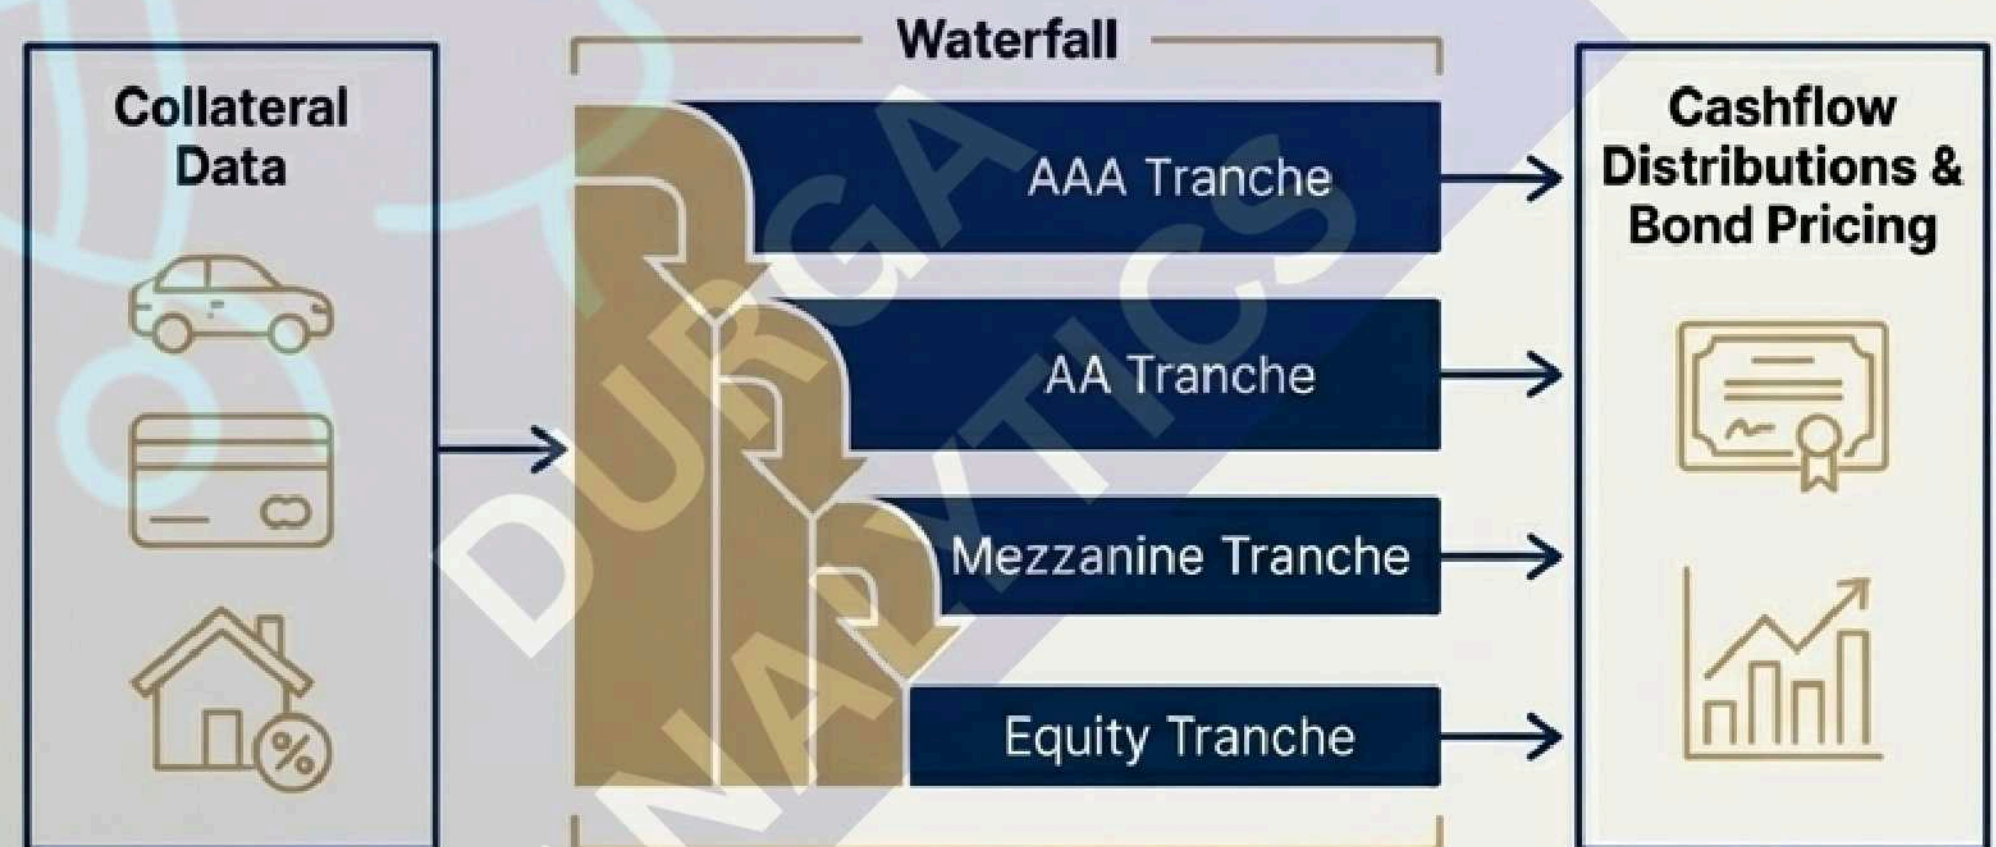 Waterfall
Collateral
Data
AAA Tranche
AA Tranche
Mezzanine Tranche
Equity Tranche
Cashflow
Distributions &
Bond Pricing
%
DURGA
ANALYTICS